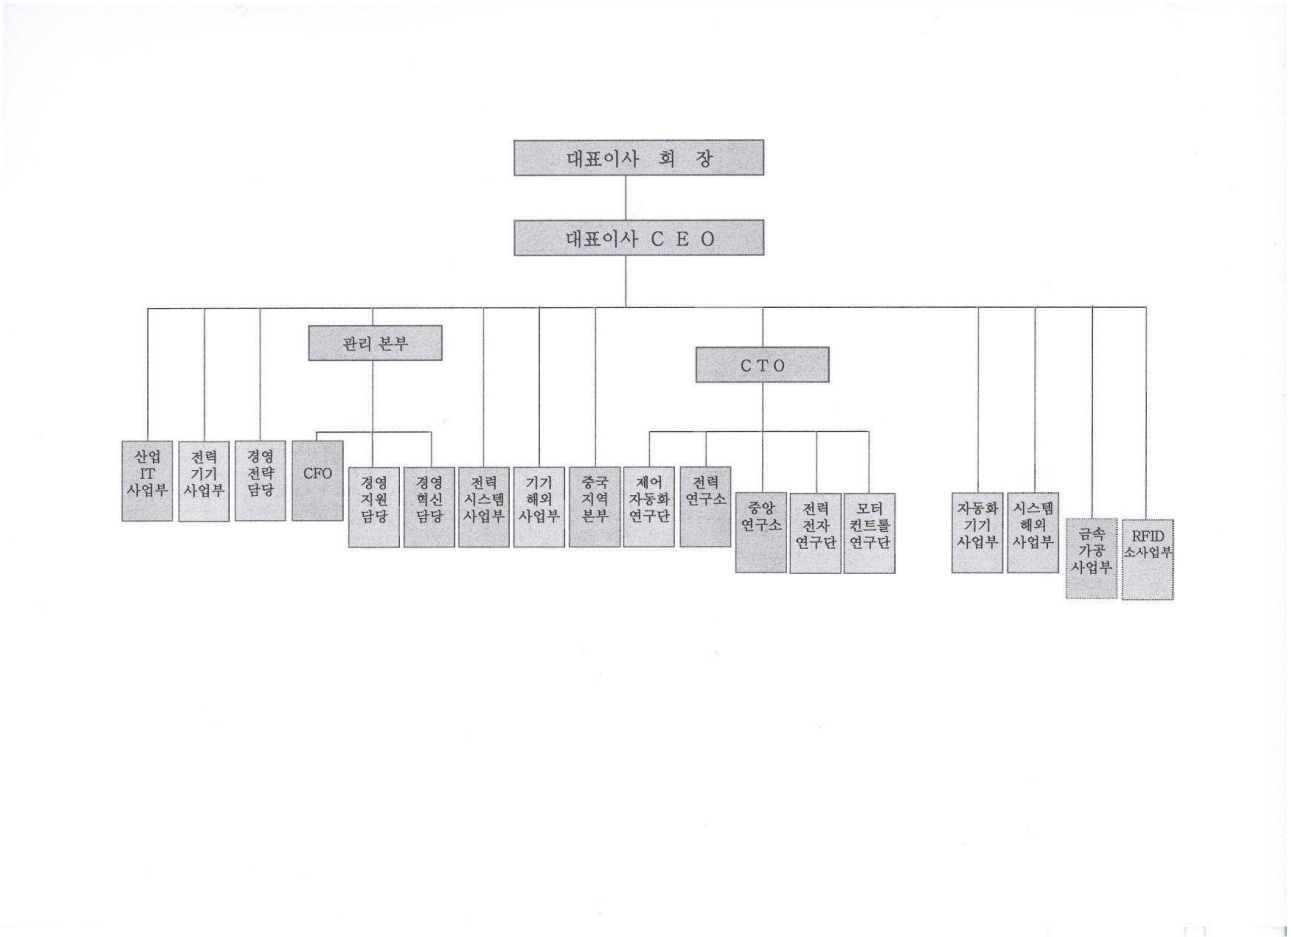 대표이사 회 장
대표이사 C E O
관리 본부
C T O
산업
IT
사업부
전력
기기
사업부
경영
전략
담당
CFO
경영
지원
담당
경영
혁신
담당
전력
시스템
사업부
기기
해외
사업부
중국
지역
본부
제어
자동화
연구단
전력
연구소
중앙
연구소
전력
전자
연구단
모터
컨트롤
연구단
자동화
기기
사업부
시스템
해외
사업부
금속
가공
사업부
RFID
소사업부